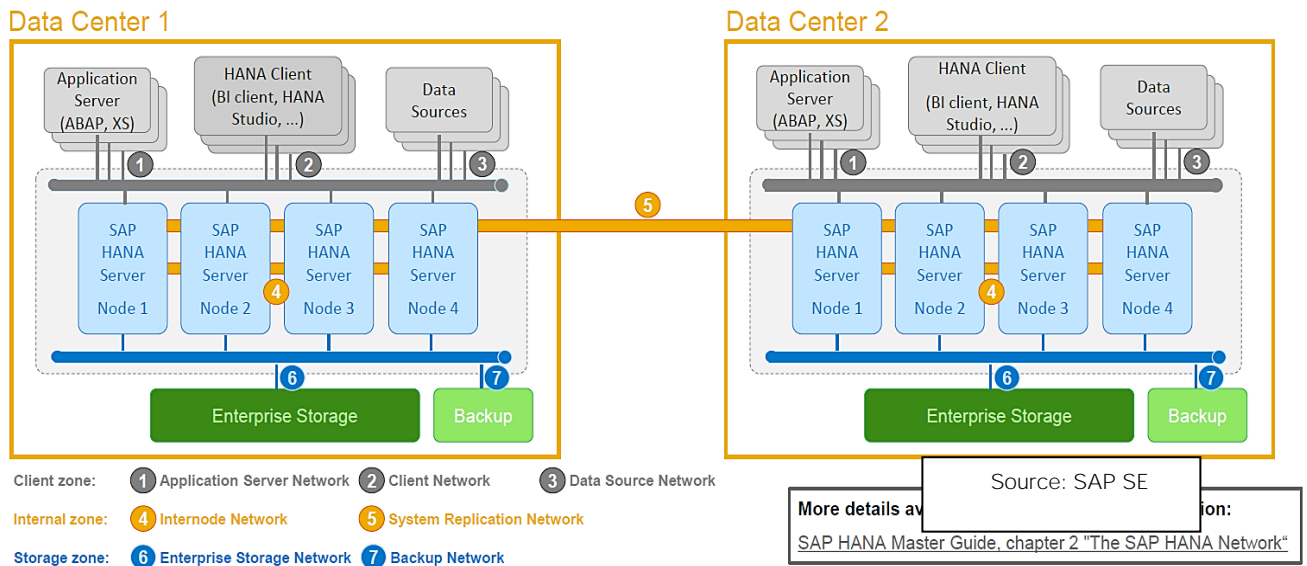 Data Center 1
Application
Server
(ABAP, XS)
HANA Client
(BI client, HANA
Studio, ...)
Data
Sources
1
2
3
SAP
HANA
Server
Node 1
SAP
HANA
Server
Node 2
SAP
HANA
Server
Node 3
SAP
HANA
Server
Node 4
4
6
7
Enterprise Storage
Backup
5
Data Center 2
Application
Server
(ABAP, XS)
HANA Client
(BI client, HANA
Studio, ...)
Data
Sources
1
2
3
SAP
HANA
Server
Node 1
SAP
HANA
Server
Node 2
SAP
HANA
Server
Node 3
SAP
HANA
Server
Node 4
4
6
7
Enterprise Storage
Backup
Client zone: 1 Application Server Network 2 Client Network 3 Data Source Network
Internal zone: 4 Internode Network 5 System Replication Network
Storage zone: 6 Enterprise Storage Network 7 Backup Network
Source: SAP SE
More details
SAP HANA Master Guide, chapter 2 "The SAP HANA Network“